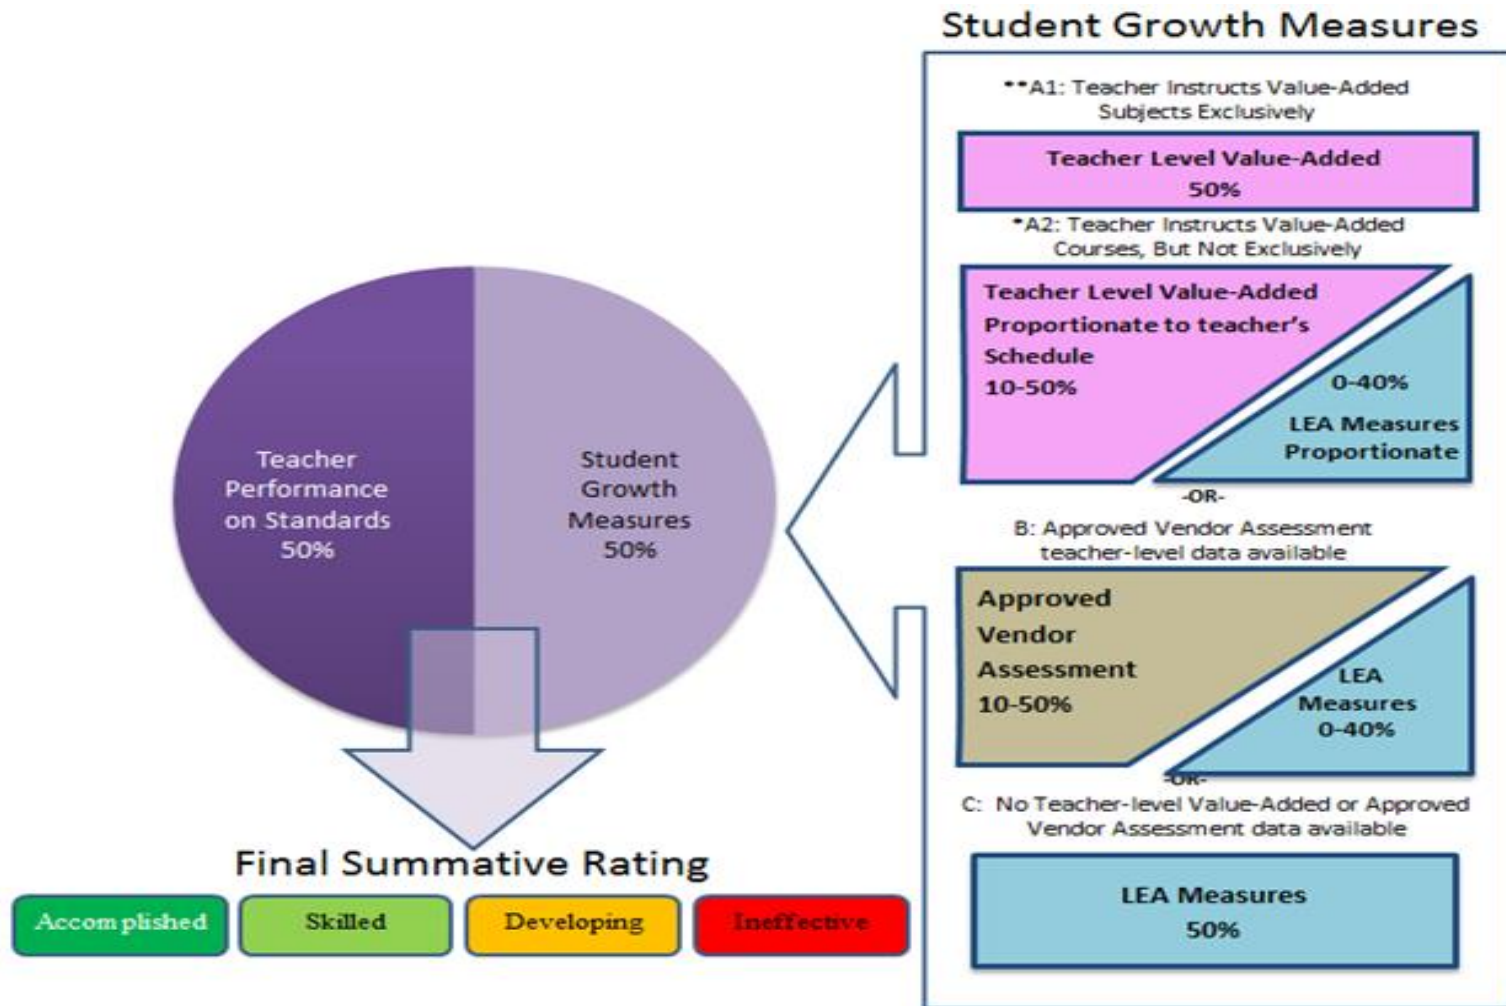 Student Growth Measures
**A1: Teacher Instructs Value-Added
Subjects Exclusively
Teacher Level Value-Added
50%
*A2: Teacher Instructs Value-Added
Courses, But Not Exclusively
Teacher Level Value-Added
Proportionate to teacher's
Schedule
10-50%
0-40%
LEA Measures
Proportionate
-OR-
B: Approved Vendor Assessment
teacher-level data available
Approved
Vendor
Assessment
10-50%
LEA
Measures
0-40%
-OR-
C: No Teacher-level Value-Added or Approved
Vendor Assessment data available
LEA Measures
50%
Teacher
Performance
on Standards
50%
Student
Growth
Measures
50%
Final Summative Rating
Accomplished
Skilled
Developing
Ineffective